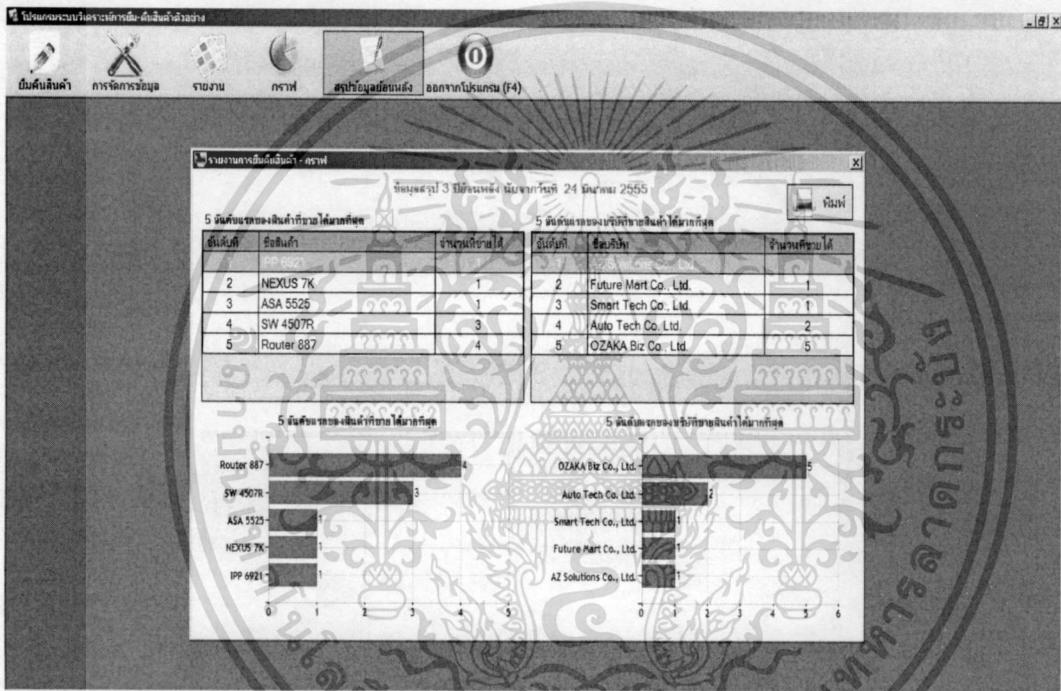 โปรแกรมระบบวิเคราะห์การยืม-คืนสินค้าตัวอย่าง
ยืมคืนสินค้า การจัดการข้อมูล รายงาน กราฟ สรุปข้อมูลย้อนหลัง ออกจากโปรแกรม (F4)
รายงานการยืมคืนสินค้า - กราฟ
ข้อมูลสรุป 3 ปีย้อนหลัง นับจากวันที่ 24 มีนาคม 2555
พิมพ์
5 อันดับแรกของสินค้าที่ขายได้มากที่สุด
อันดับที่ ชื่อสินค้า จำนวนที่ขายได้
1 IPP 6921 1
2 NEXUS 7K 1
3 ASA 5525 1
4 SW 4507R 3
5 Router 887 4
5 อันดับแรกของบริษัทที่ขายสินค้าได้มากที่สุด
อันดับที่ ชื่อบริษัท จำนวนที่ขายได้
1
2 Future Mart Co., Ltd. 1
3 Smart Tech Co., Ltd. 1
4 Auto Tech Co. Ltd. 2
5 OZAKA Biz Co., Ltd. 5
5 อันดับแรกของสินค้าที่ขายได้มากที่สุด
Router 887 4
SW 4507R 3
ASA 5525 1
NEXUS 7K 1
IPP 6921 1
0 1 2 3 4 5
5 อันดับแรกของบริษัทที่ขายสินค้าได้มากที่สุด
OZAKA Biz Co., Ltd. 5
Auto Tech Co. Ltd. 2
Smart Tech Co., Ltd. 1
Future Mart Co., Ltd. 1
AZ Solutions Co., Ltd. 1
0 1 2 3 4 5 6